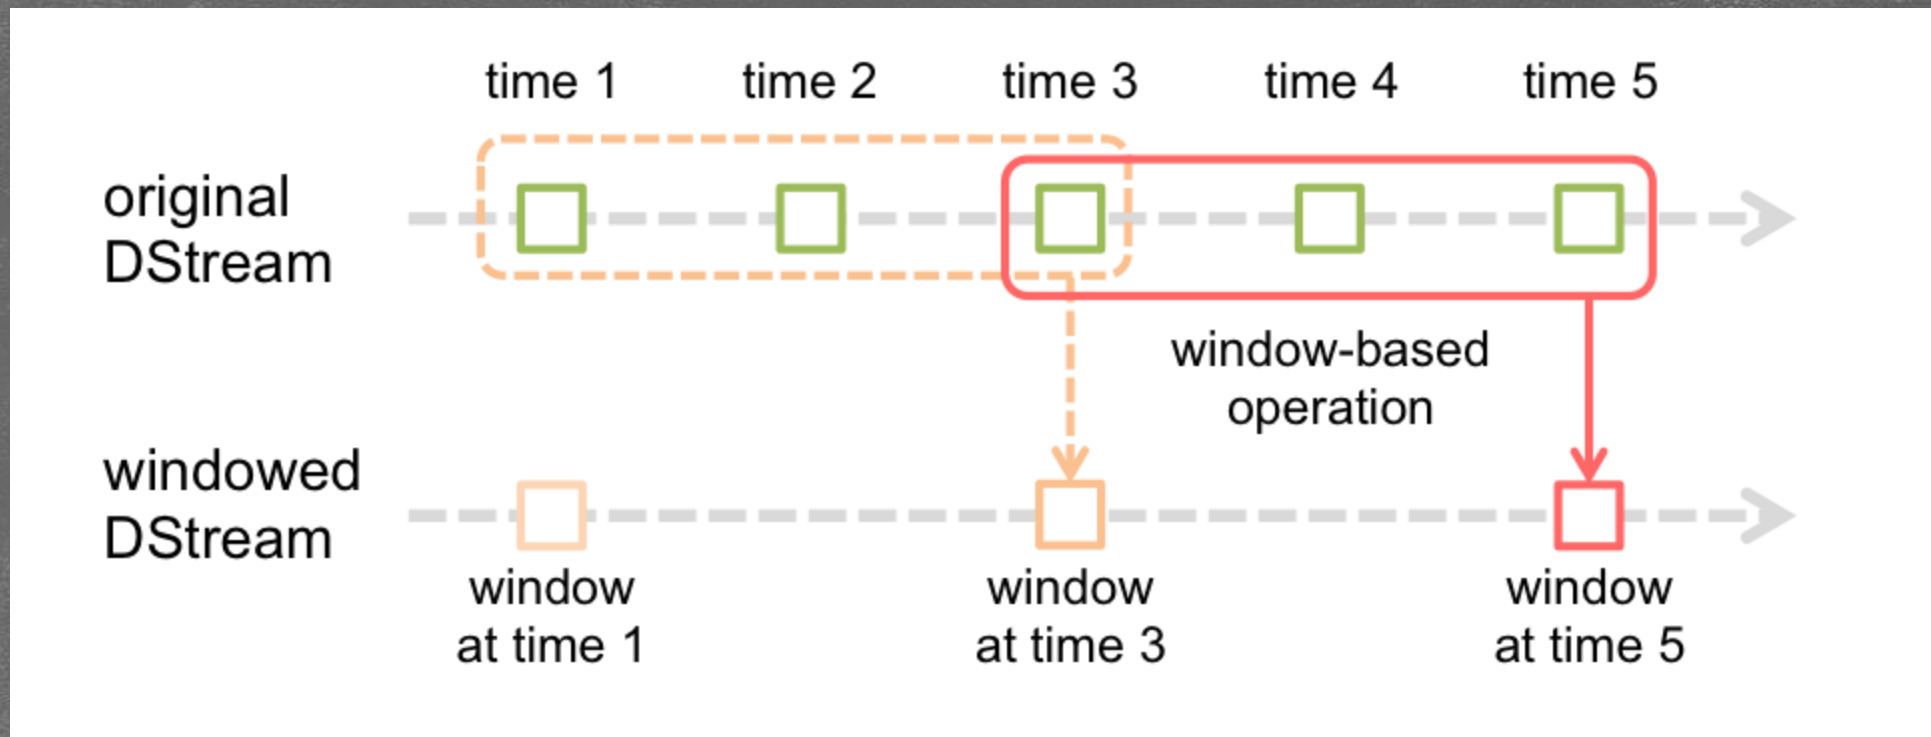 time 1
time 2
time 3
time 4
time 5
original
DStream
window-based
operation
windowed
DStream
window
at time 1
window
at time 3
window
at time 5